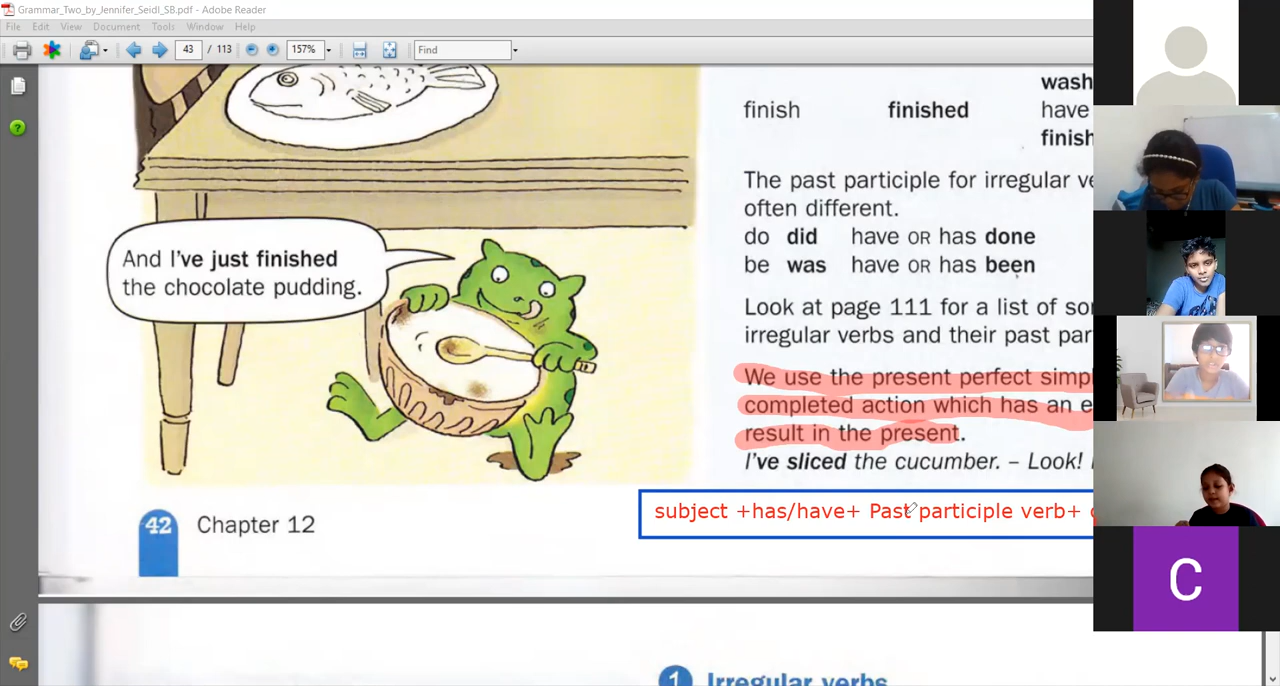 Grammar_Two_by_Jennifer_Seidl_SB.pdf - Adobe Reader
File Edit View Document Tools Window Help
43 / 113 157% Find
And I've just finished
the chocolate pudding.
42 Chapter 12
wash
finish finished have
finish
The past participle for irregular ve
often different.
do did have OR has done
be was have OR has been
Look at page 111 for a list of so
irregular verbs and their past par
We use the present perfect simp
completed action which has an e
result in the present.
I've sliced the cucumber. – Look!
subject +has/have+ Past participle verb+
1 Irregular verbs
C